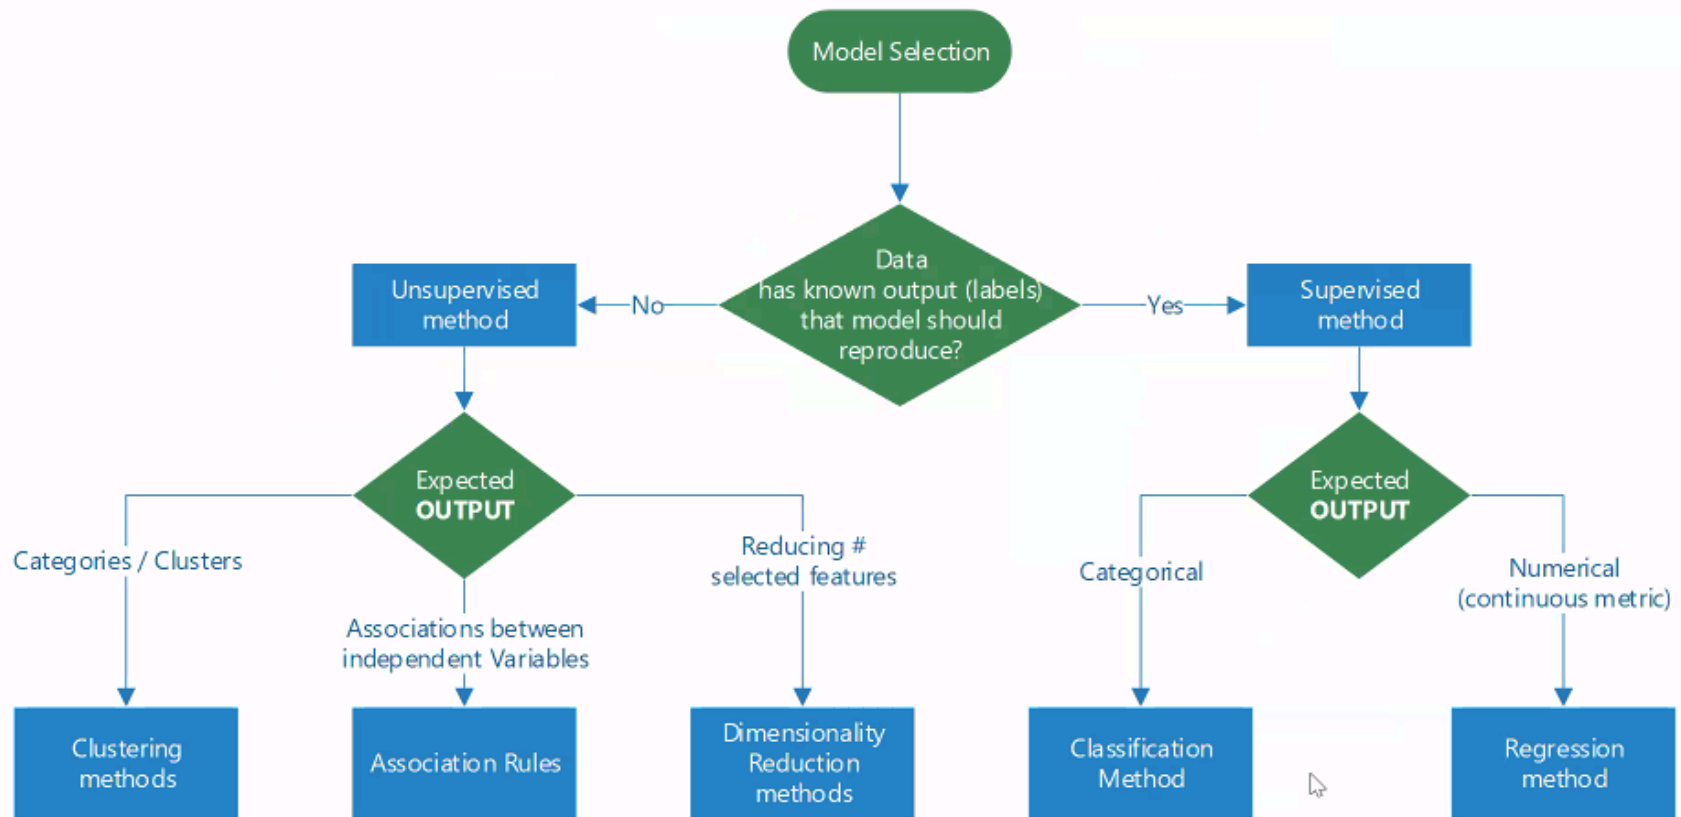 Model Selection
Data
has known output (labels)
that model should
reproduce?
No
Yes
Unsupervised
method
Supervised
method
Expected
OUTPUT
Expected
OUTPUT
Categories / Clusters
Associations between
independent Variables
Reducing #
selected features
Categorical
Numerical
(continuous metric)
Clustering
methods
Association Rules
Dimensionality
Reduction
methods
Classification
Method
Regression
method